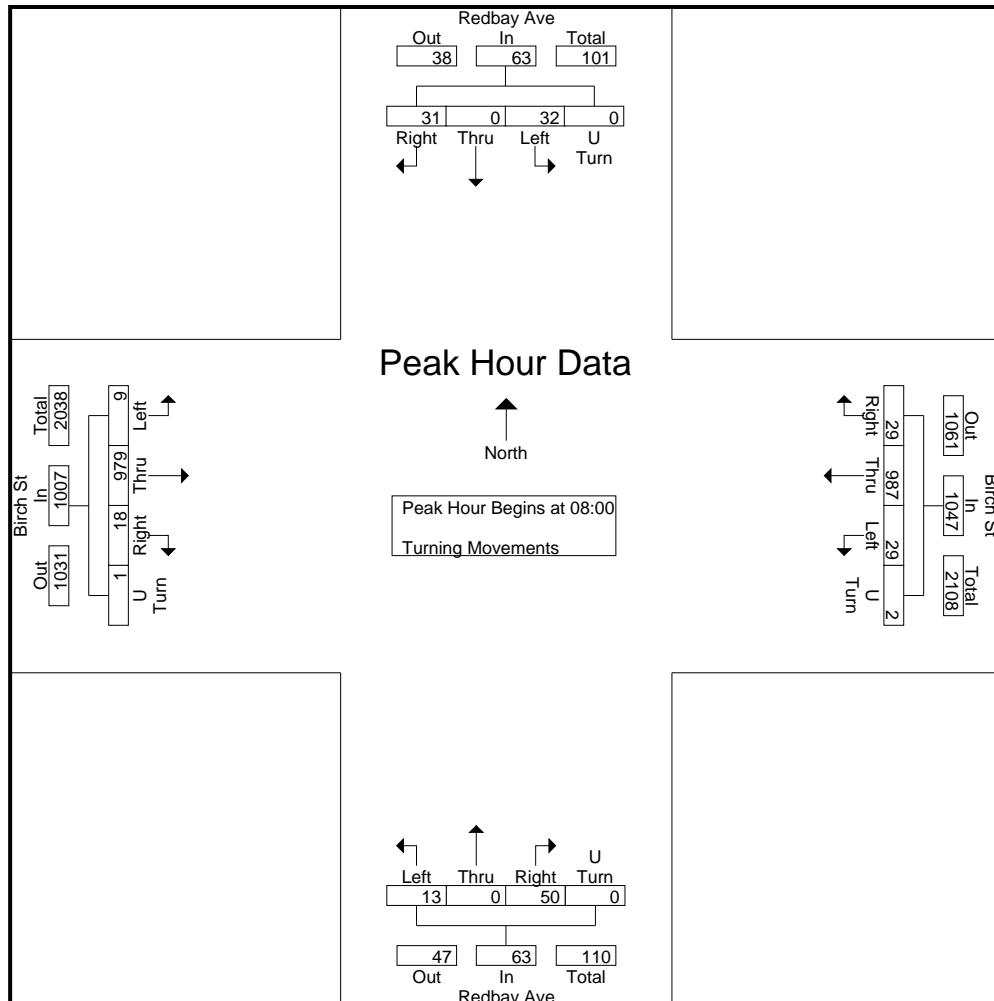 Redbay Ave
Out In Total
38 63 101
31 0 32 0
Right Thru Left U
Turn
Peak Hour Data
North
Peak Hour Begins at 08:00
Turning Movements
Birch St
Total In Out
2038 1007 1031
9 979 18 1
Left Thru Right U
Turn
Birch St
Out In Total
1061 1047 2108
29 987 29 2
Right Thru Left U
Turn
U
Left Thru Right Turn
13 0 50 0
47 63 110
Out In Total
Redbay Ave